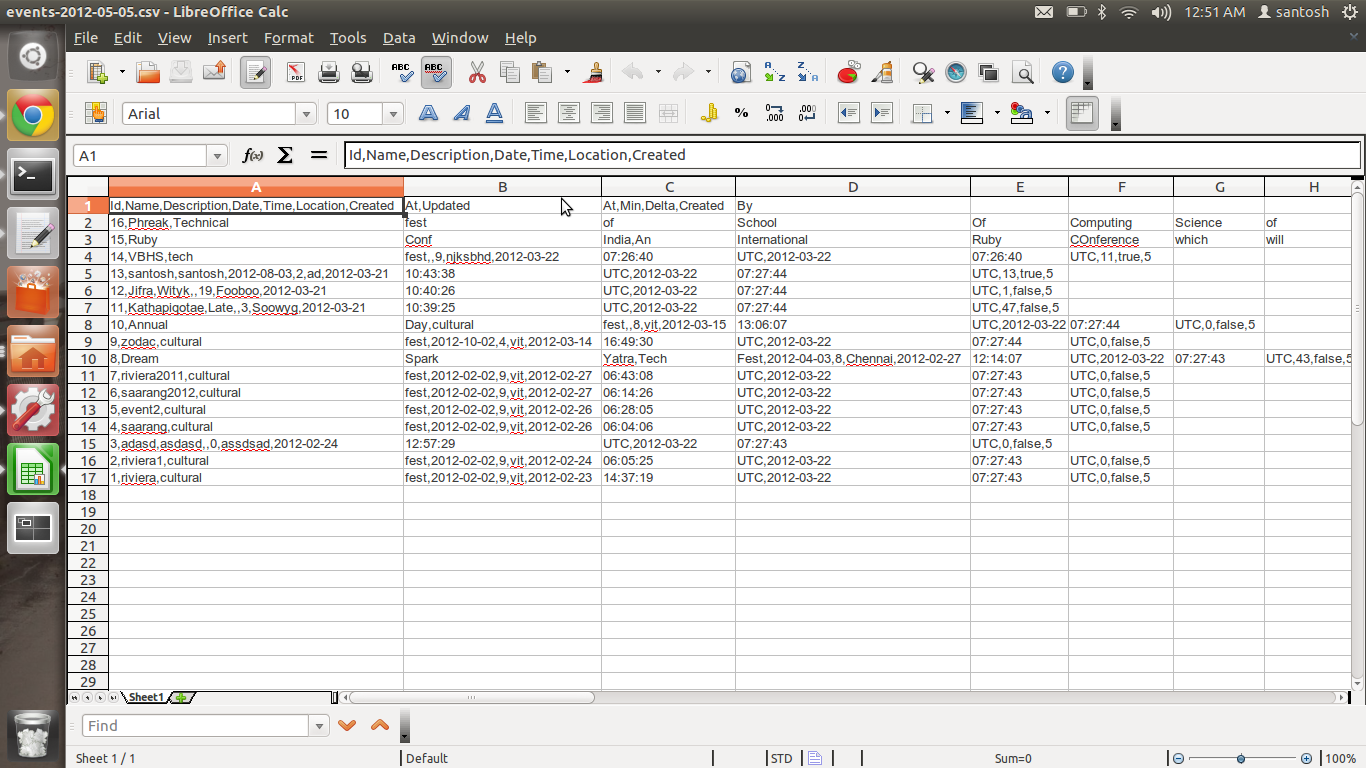 events-2012-05-05.csv - LibreOffice Calc 12:51 AM santosh
File Edit View Insert Format Tools Data Window Help
PDF ABC ABC A Z Z A ?
Arial 10 A A A % 0,0 .000 .000 0,0
A1 f(x) Σ = Id,Name,Description,Date,Time,Location,Created
A B C D E F G H
1 Id,Name,Description,Date,Time,Location,Created At,Updated At,Min,Delta,Created By
2 16,Phreak,Technical fest of School Of Computing Science of
3 15,Ruby Conf India,An International Ruby COnference which will
4 14,VBHS,tech fest,,9,njksbhd,2012-03-22 07:26:40 UTC,2012-03-22 07:26:40 UTC,11,true,5
5 13,santosh,santosh,2012-08-03,2,ad,2012-03-21 10:43:38 UTC,2012-03-22 07:27:44 UTC,13,true,5
6 12,Jifra,Wityk,,19,Fooboo,2012-03-21 10:40:26 UTC,2012-03-22 07:27:44 UTC,1,false,5
7 11,Kathapigotae,Late,,3,Soowyg,2012-03-21 10:39:25 UTC,2012-03-22 07:27:44 UTC,47,false,5
8 10,Annual Day,cultural fest,,8,vit,2012-03-15 13:06:07 UTC,2012-03-22 07:27:44 UTC,0,false,5
9 9,zodac,cultural fest,2012-10-02,4,vit,2012-03-14 16:49:30 UTC,2012-03-22 07:27:44 UTC,0,false,5
10 8,Dream Spark Yatra,Tech Fest,2012-04-03,8,Chennai,2012-02-27 12:14:07 UTC,2012-03-22 07:27:43 UTC,43,false,5
11 7,riviera2011,cultural fest,2012-02-02,9,vit,2012-02-27 06:43:08 UTC,2012-03-22 07:27:43 UTC,0,false,5
12 6,saarang2012,cultural fest,2012-02-02,9,vit,2012-02-27 06:14:26 UTC,2012-03-22 07:27:43 UTC,0,false,5
13 5,event2,cultural fest,2012-02-02,9,vit,2012-02-26 06:28:05 UTC,2012-03-22 07:27:43 UTC,0,false,5
14 4,saarang,cultural fest,2012-02-02,9,vit,2012-02-26 06:04:06 UTC,2012-03-22 07:27:43 UTC,0,false,5
15 3,adasd,asdasd,,0,assdsad,2012-02-24 12:57:29 UTC,2012-03-22 07:27:43 UTC,0,false,5
16 2,riviera1,cultural fest,2012-02-02,9,vit,2012-02-24 06:05:25 UTC,2012-03-22 07:27:43 UTC,0,false,5
17 1,riviera,cultural fest,2012-02-02,9,vit,2012-02-23 14:37:19 UTC,2012-03-22 07:27:43 UTC,0,false,5
18
19
20
21
22
23
24
25
26
27
28
29
Sheet1
Find
Sheet 1 / 1 Default STD Sum=0 100%